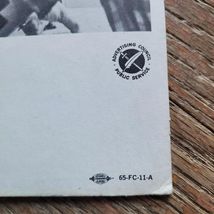 ADVERTISING COUNCIL
PUBLIC SERVICE
65-FC-11-A